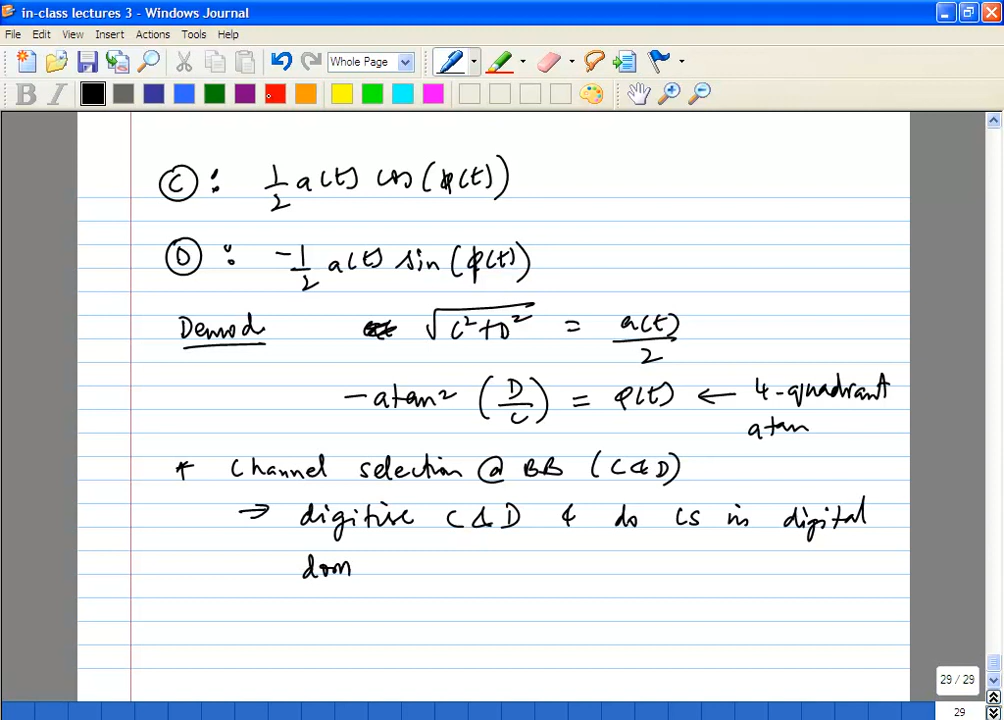 in-class lectures 3 - Windows Journal
File Edit View Insert Actions Tools Help
Whole Page
B I
C : 1/2 a(t) cos(φ(t))
D : -1/2 a(t) sin(φ(t))
Demod √C²+D² = a(t)/2
-atan2 (D/C) = φ(t) ← 4-quadrant
atan
* Channel selection @ BB (C&D)
⇒ digitise C & D & do CS in digital
dom
29 / 29
29